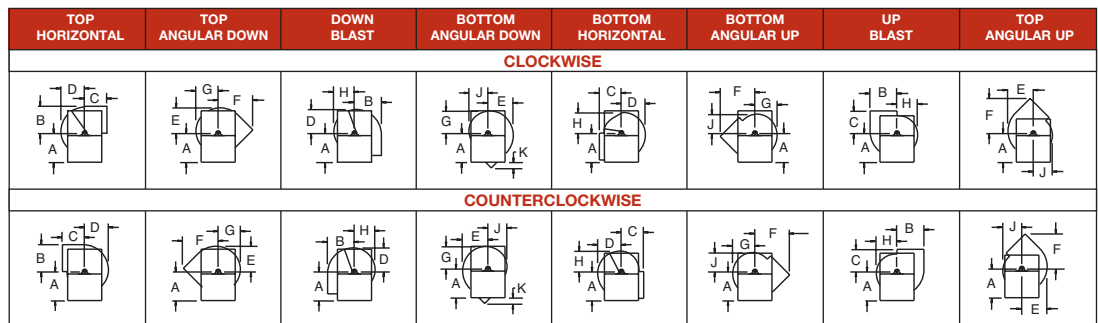 TOP HORIZONTAL
TOP ANGULAR DOWN
DOWN BLAST
BOTTOM ANGULAR DOWN
BOTTOM HORIZONTAL
BOTTOM ANGULAR UP
UP BLAST
TOP ANGULAR UP
CLOCKWISE
D C B A
G F E A
H B D A
J E G A K
C D H A
F G J A
B H C A
E F J
COUNTERCLOCKWISE
D C B A
F G E A
B H D A
J E G A K
C D H A
F G J A
B H C A
J F A E